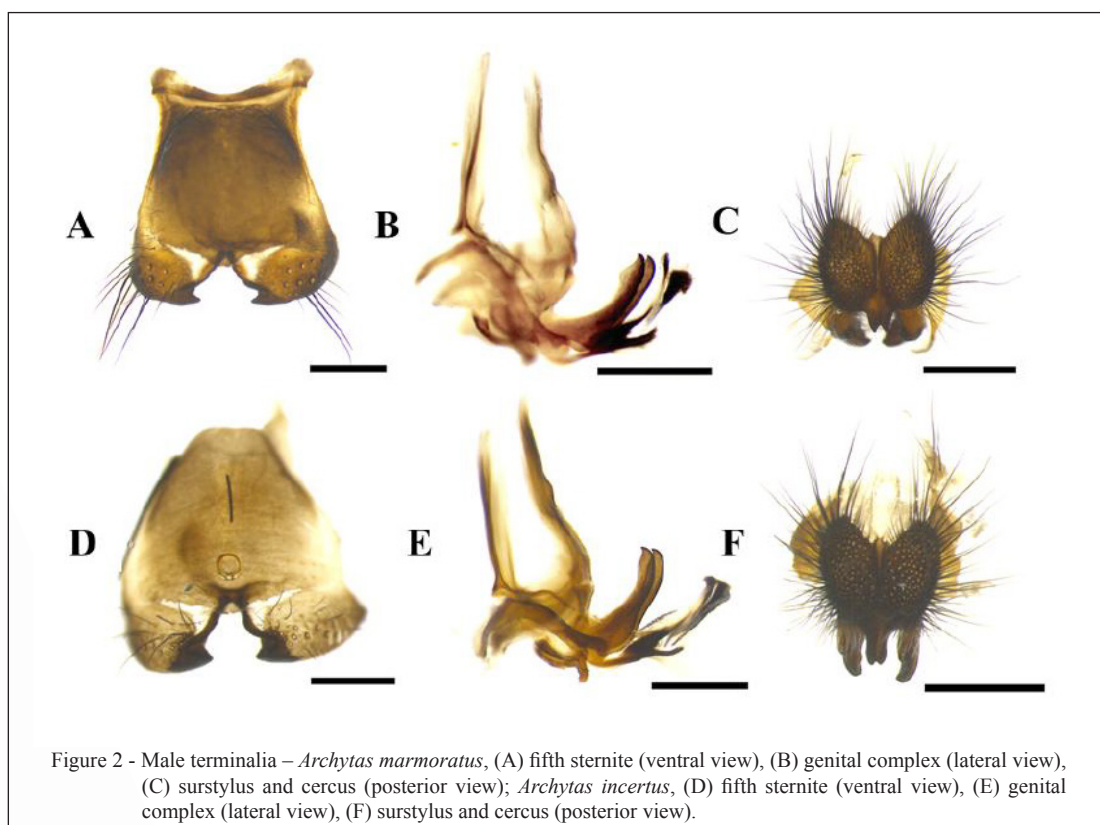 A
B
C
D
E
F
Figure 2 - Male terminalia – Archytas marmoratus, (A) fifth sternite (ventral view), (B) genital complex (lateral view),
(C) surstylus and cercus (posterior view); Archytas incertus, (D) fifth sternite (ventral view), (E) genital
complex (lateral view), (F) surstylus and cercus (posterior view).